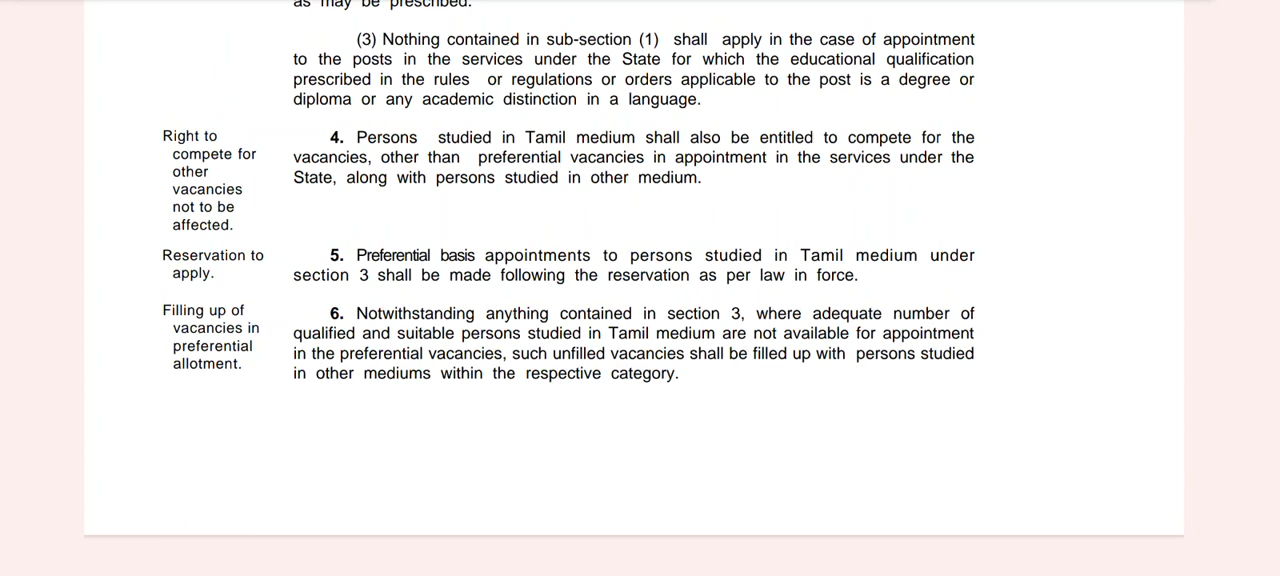 as may be prescribed.
(3) Nothing contained in sub-section (1) shall apply in the case of appointment
to the posts in the services under the State for which the educational qualification
prescribed in the rules or regulations or orders applicable to the post is a degree or
diploma or any academic distinction in a language.
Right to
compete for
other
vacancies
not to be
affected.
4. Persons studied in Tamil medium shall also be entitled to compete for the
vacancies, other than preferential vacancies in appointment in the services under the
State, along with persons studied in other medium.
Reservation to
apply.
5. Preferential basis appointments to persons studied in Tamil medium under
section 3 shall be made following the reservation as per law in force.
Filling up of
vacancies in
preferential
allotment.
6. Notwithstanding anything contained in section 3, where adequate number of
qualified and suitable persons studied in Tamil medium are not available for appointment
in the preferential vacancies, such unfilled vacancies shall be filled up with persons studied
in other mediums within the respective category.